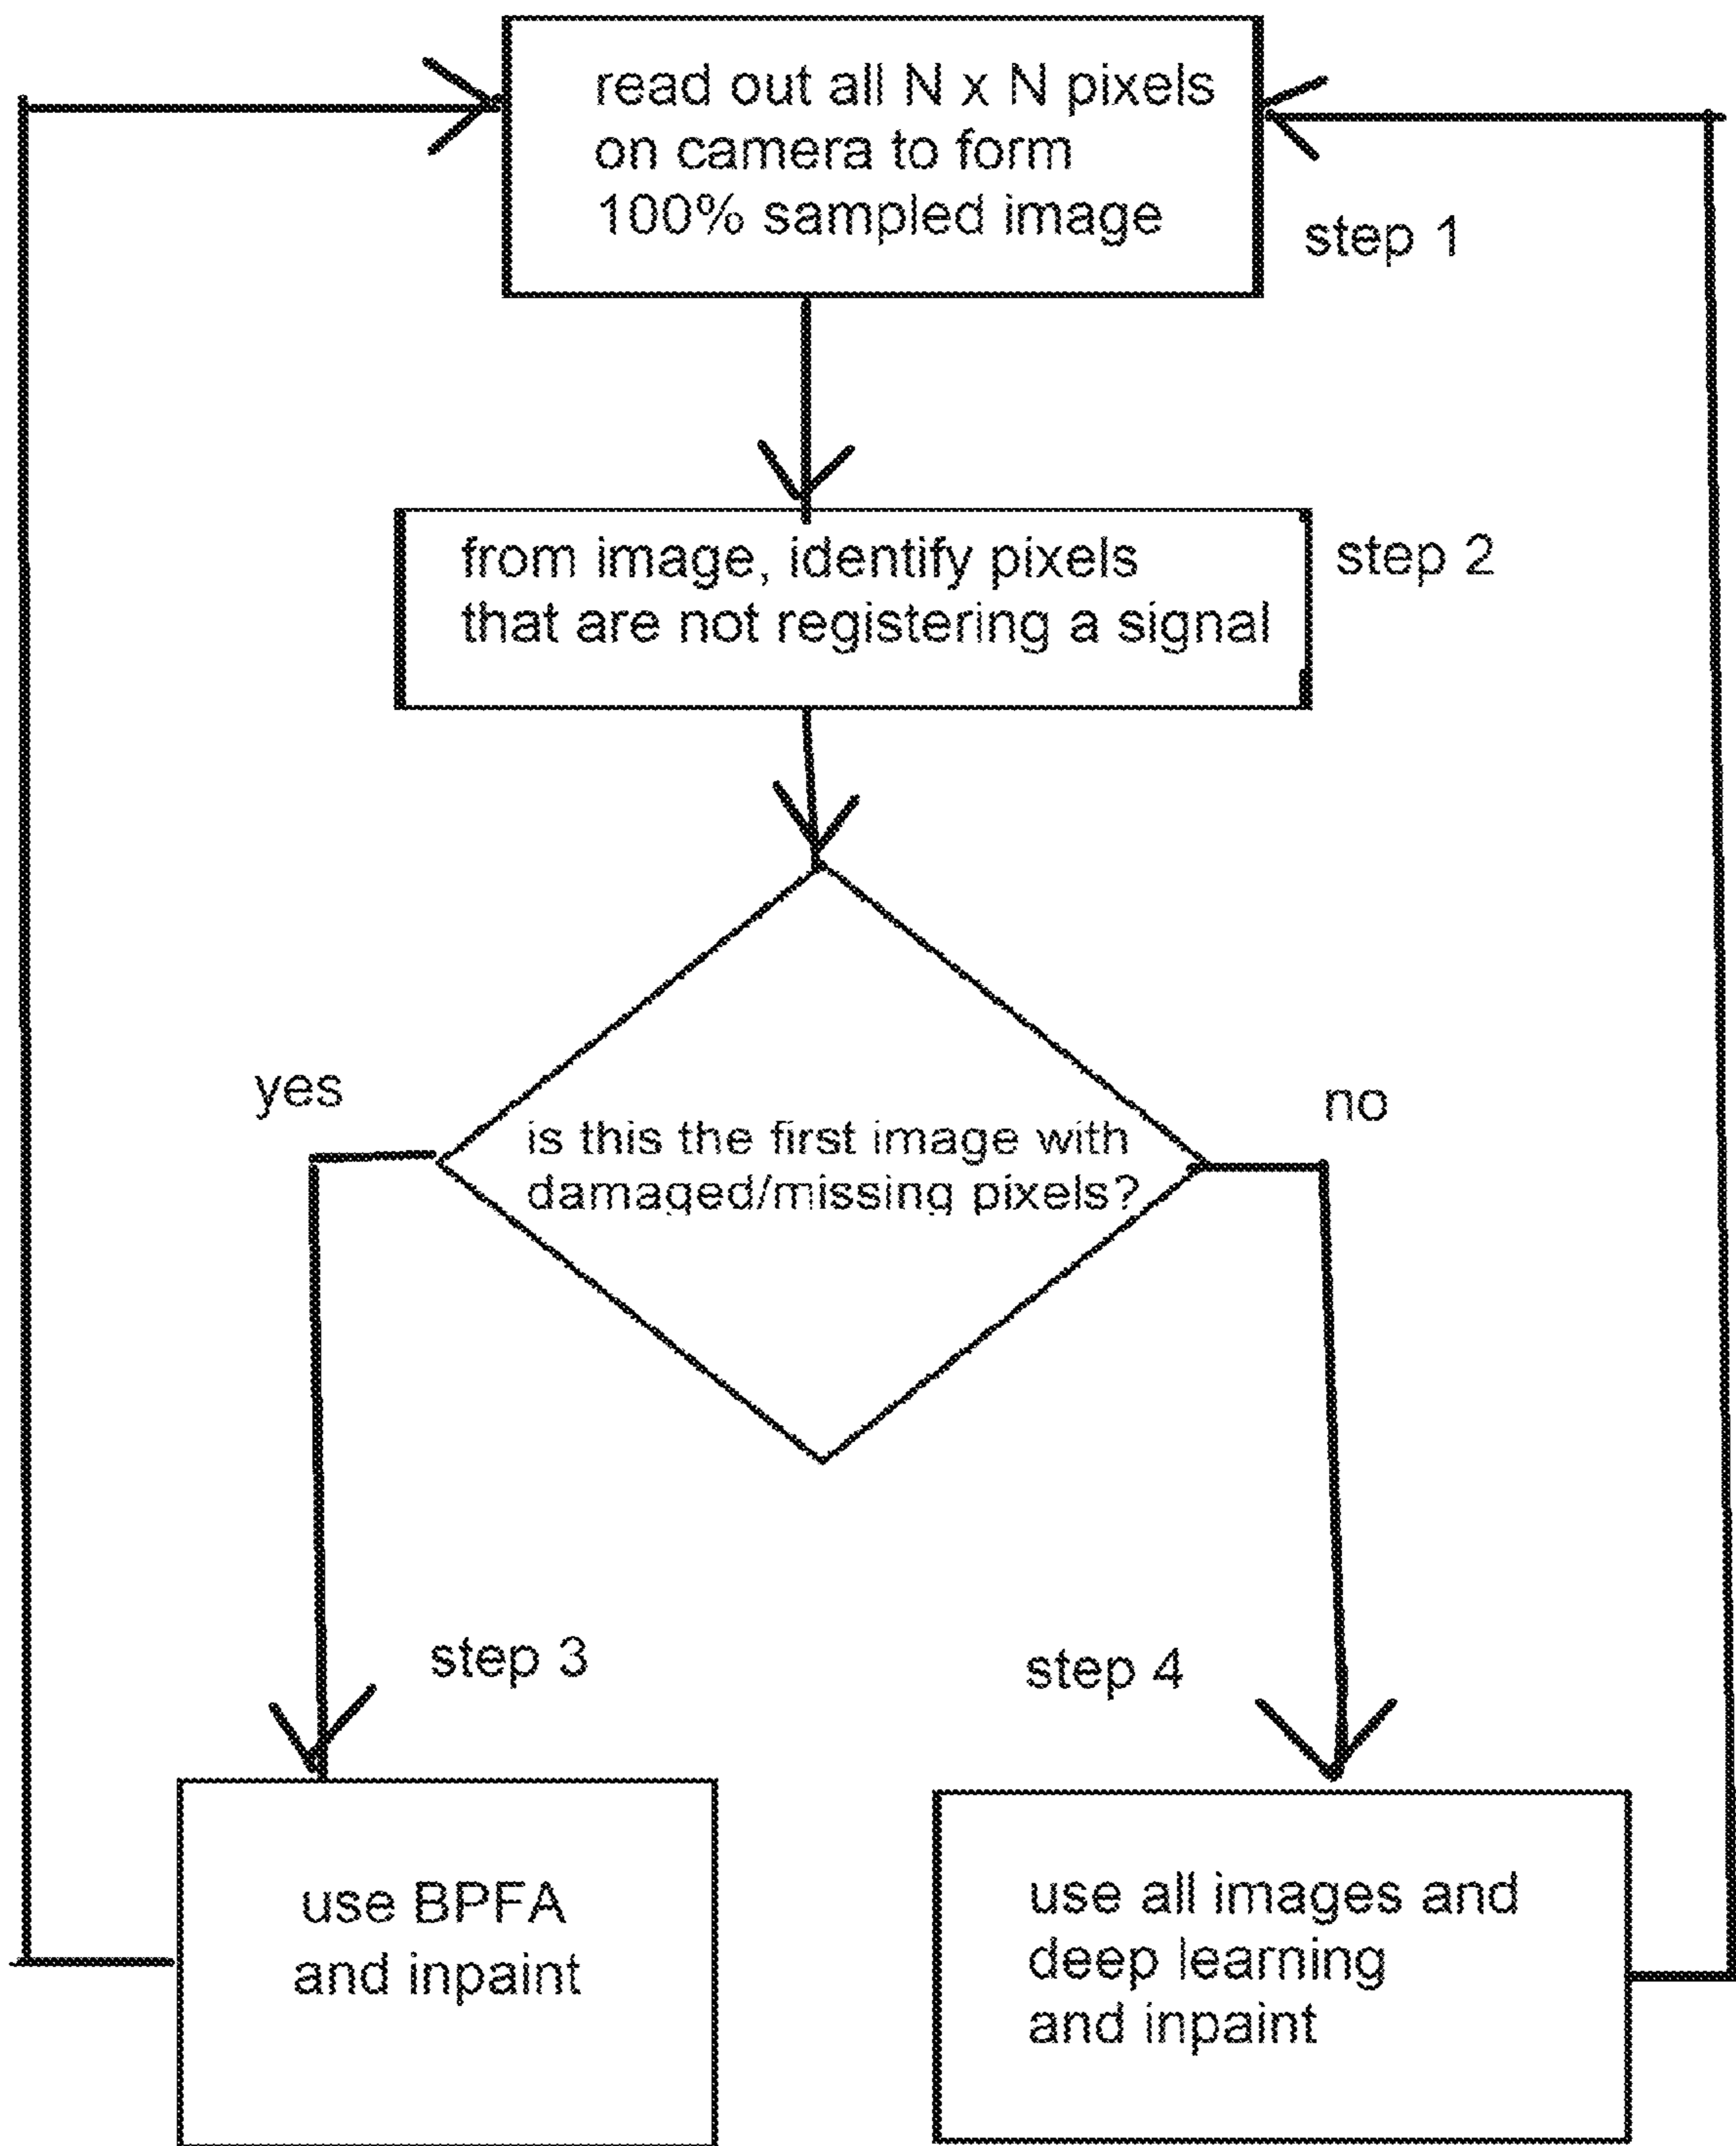 read out all N x N pixels
on camera to form
100% sampled image
step 1
from image, identify pixels
that are not registering a signal
step 2
yes
no
is this the first image with
damaged/missing pixels?
step 3
step 4
use BPFA
and inpaint
use all images and
deep learning
and inpaint